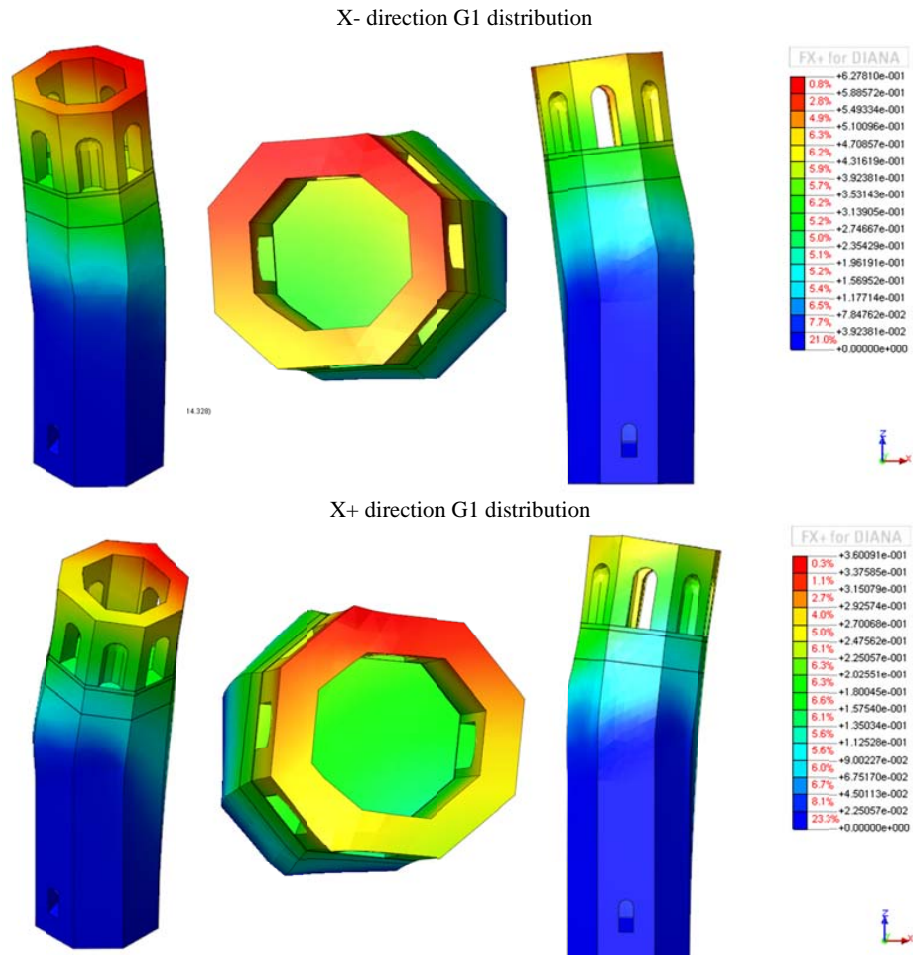 X- direction G1 distribution
FX+ for DIANA
+6.27810e-001
0.8%
+5.88572e-001
2.8%
+5.49334e-001
4.9%
+5.10096e-001
6.3%
+4.70857e-001
6.2%
+4.31619e-001
5.9%
+3.92381e-001
5.7%
+3.53143e-001
6.2%
+3.13905e-001
5.2%
+2.74667e-001
5.0%
+2.35429e-001
5.1%
+1.96191e-001
5.2%
+1.56952e-001
5.4%
+1.17714e-001
6.5%
+7.84762e-002
7.7%
+3.92381e-002
21.0%
+0.00000e+000
14.328)
Z
X
X+ direction G1 distribution
FX+ for DIANA
+3.60091e-001
0.3%
+3.37585e-001
1.1%
+3.15079e-001
2.7%
+2.92574e-001
4.0%
+2.70068e-001
5.0%
+2.47562e-001
6.1%
+2.25057e-001
6.3%
+2.02551e-001
6.3%
+1.80045e-001
6.6%
+1.57540e-001
6.1%
+1.35034e-001
5.6%
+1.12528e-001
5.6%
+9.00227e-002
6.0%
+6.75170e-002
6.7%
+4.50113e-002
8.1%
+2.25057e-002
+0.00000e+000
Z
X